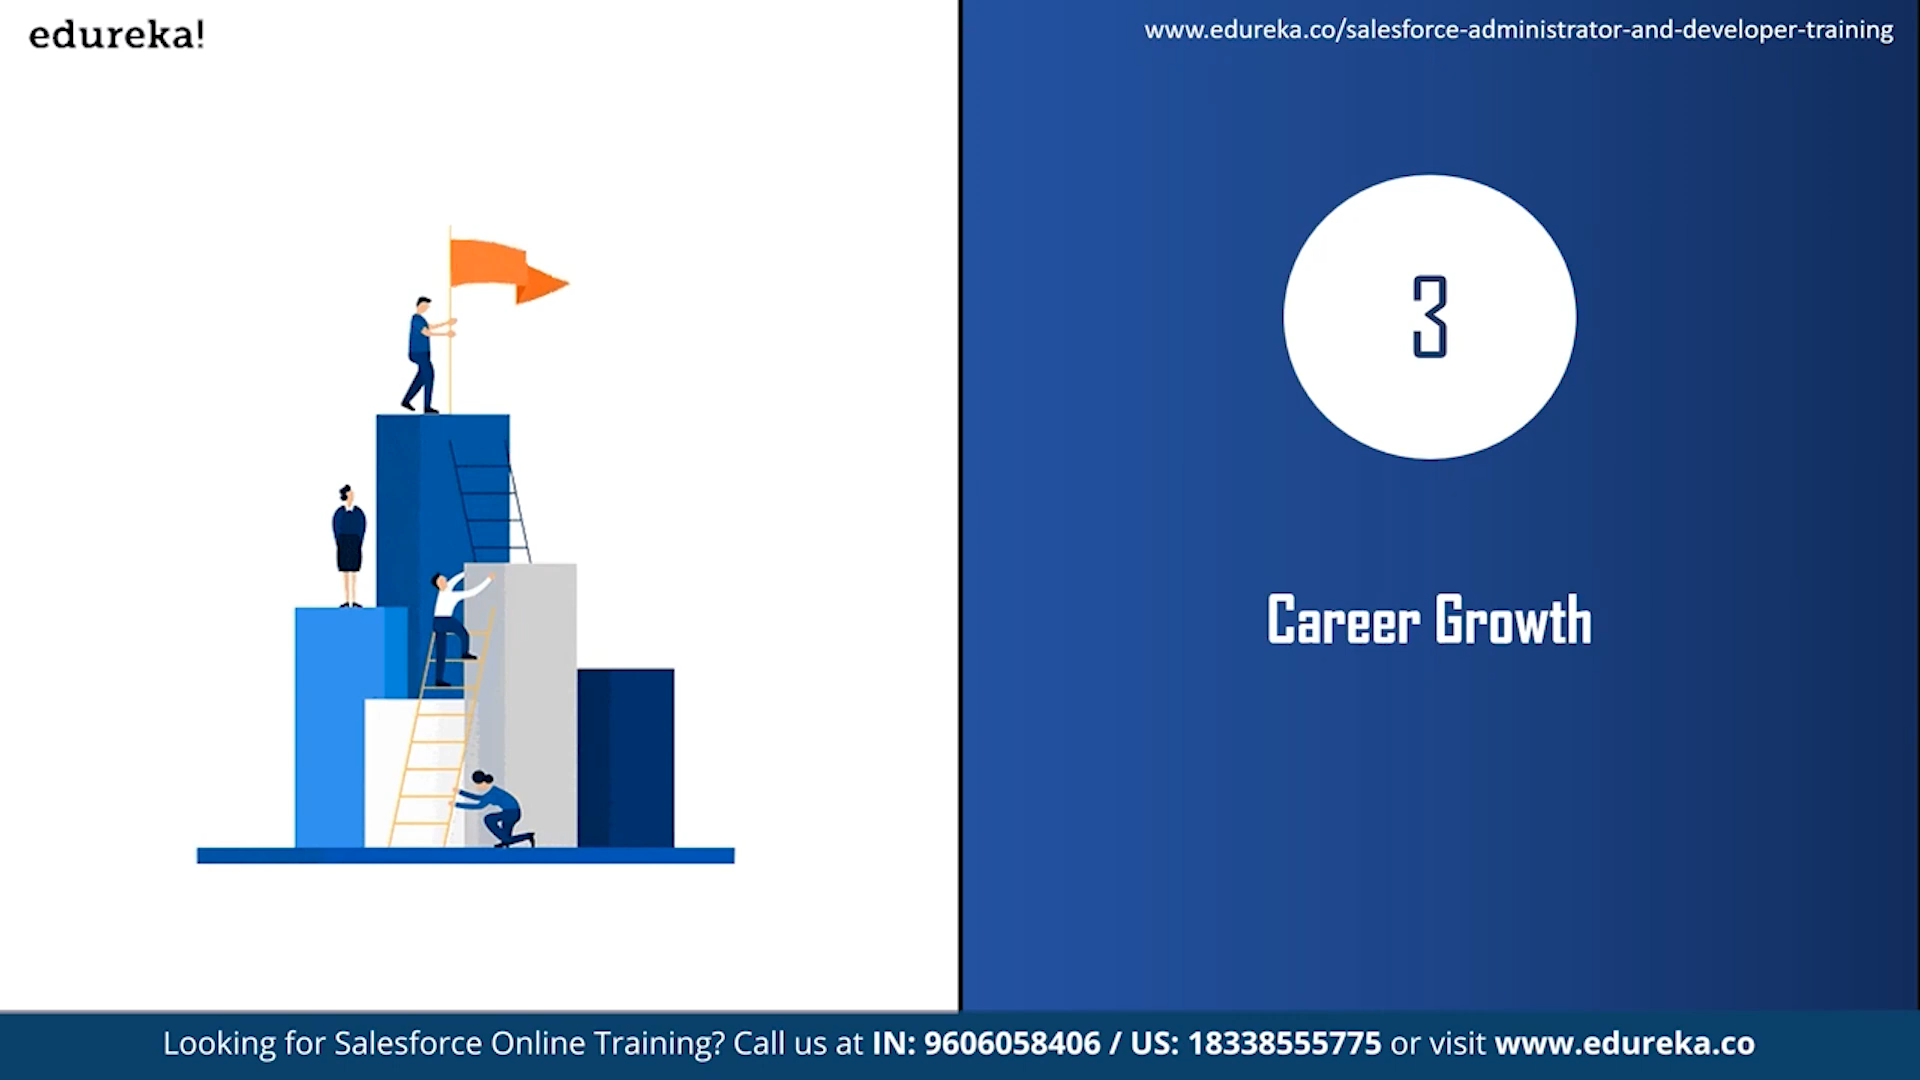 edureka!
www.edureka.co/salesforce-administrator-and-developer-training
3
Career Growth
Looking for Salesforce Online Training? Call us at IN: 9606058406 / US: 18338555775 or visit www.edureka.co